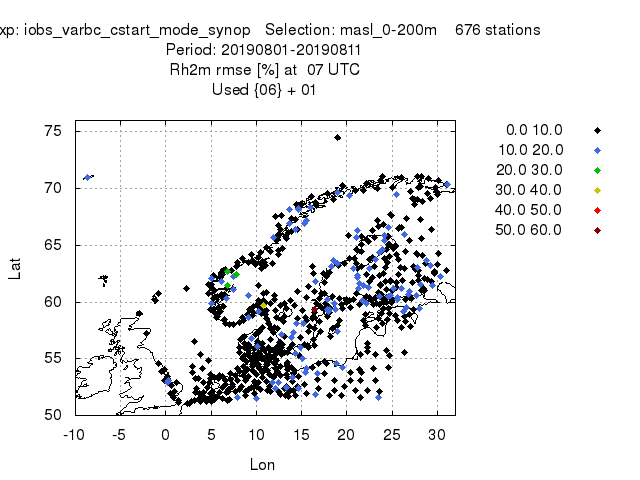 xp: iobs_varbc_cstart_mode_synop Selection: masl_0-200m 676 stations
Period: 20190801-20190811
Rh2m rmse [%] at 07 UTC
Used {06} + 01
0.0 10.0
10.0 20.0
20.0 30.0
30.0 40.0
40.0 50.0
50.0 60.0
75
70
65
60
55
50
Lat
-10 -5 0 5 10 15 20 25 30
Lon